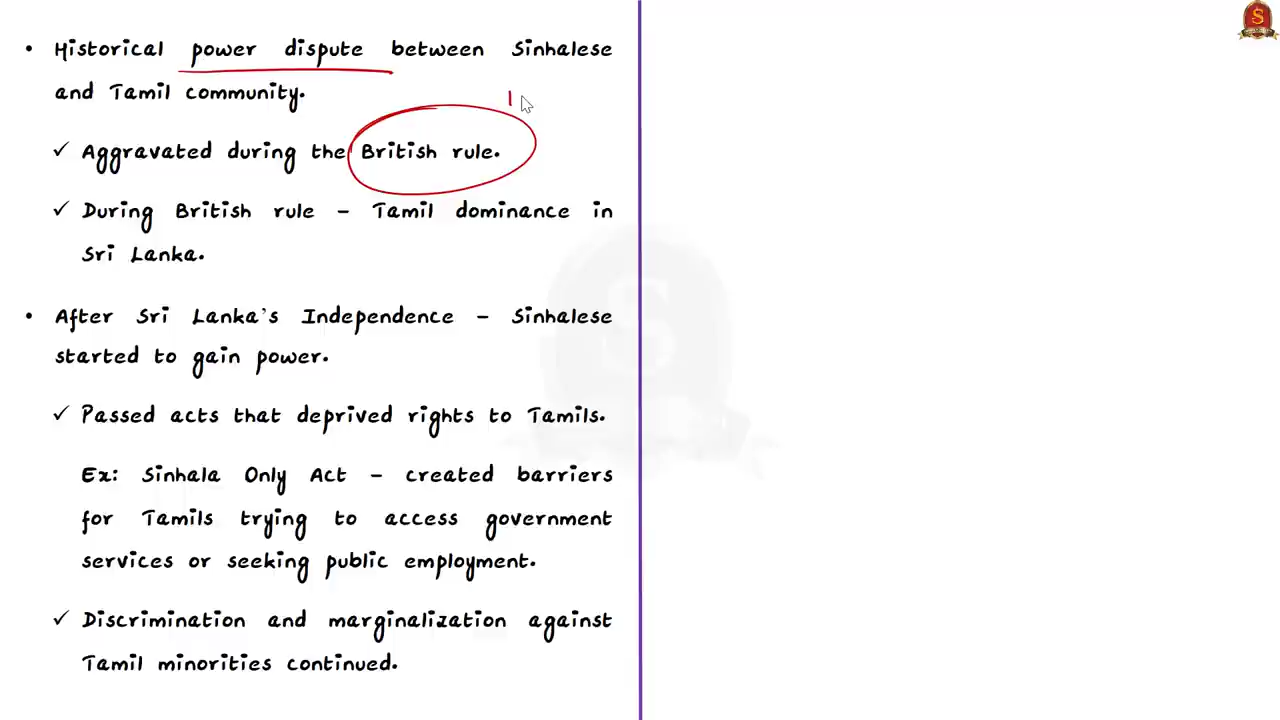 • Historical power dispute between Sinhalese
and Tamil community.
✓ Aggravated during the British rule.
✓ During British rule – Tamil dominance in
Sri Lanka.
• After Sri Lanka's Independence – Sinhalese
started to gain power.
✓ Passed acts that deprived rights to Tamils.
Ex: Sinhala Only Act – created barriers
for Tamils trying to access government
services or seeking public employment.
✓ Discrimination and marginalization against
Tamil minorities continued.
S
S